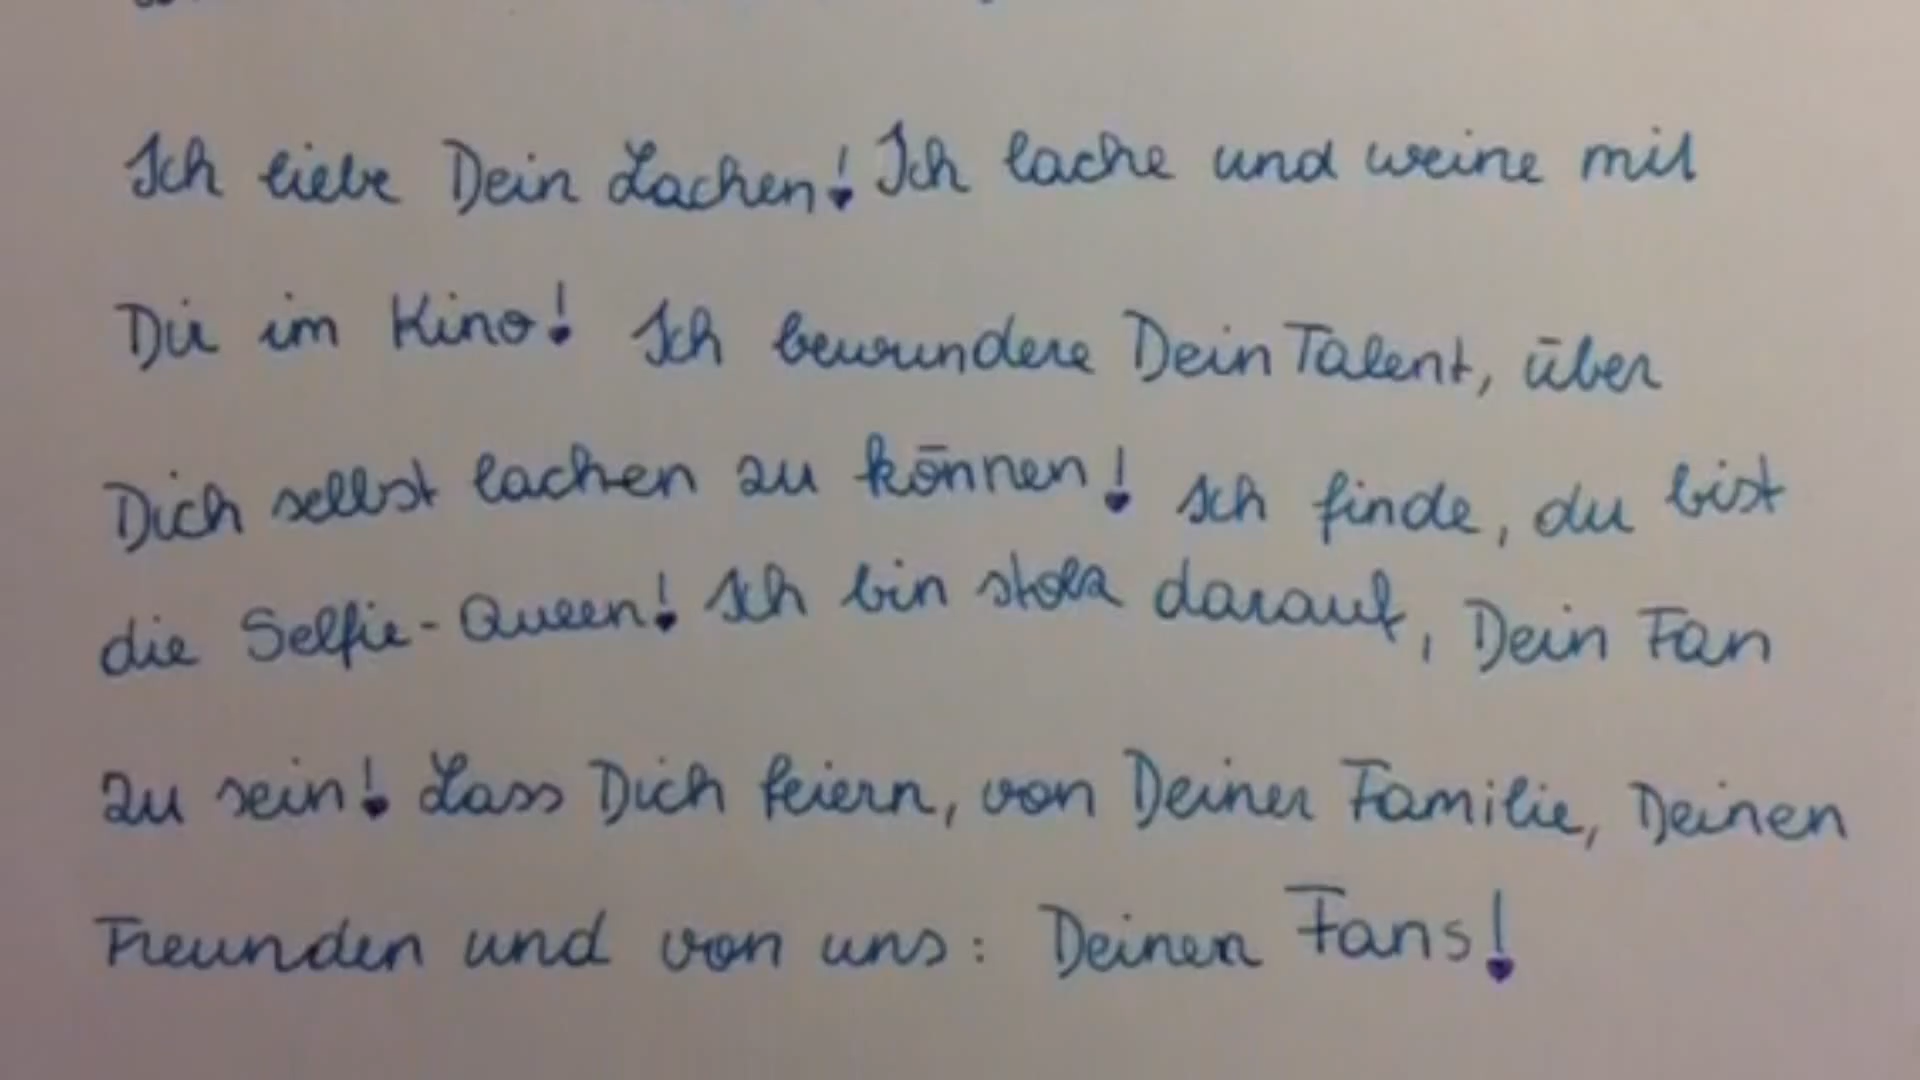 Ich liebe Dein Lachen! Ich lache und weine mit
Dir im Kino! Ich bewundere Dein Talent, über
Dich selbst lachen zu können! Ich finde, du bist
die Selfie-Queen! Ich bin stolz darauf, Dein Fan
zu sein! Lass Dich feiern, von Deiner Familie, Deinen
Freunden und von uns: Deinen Fans!